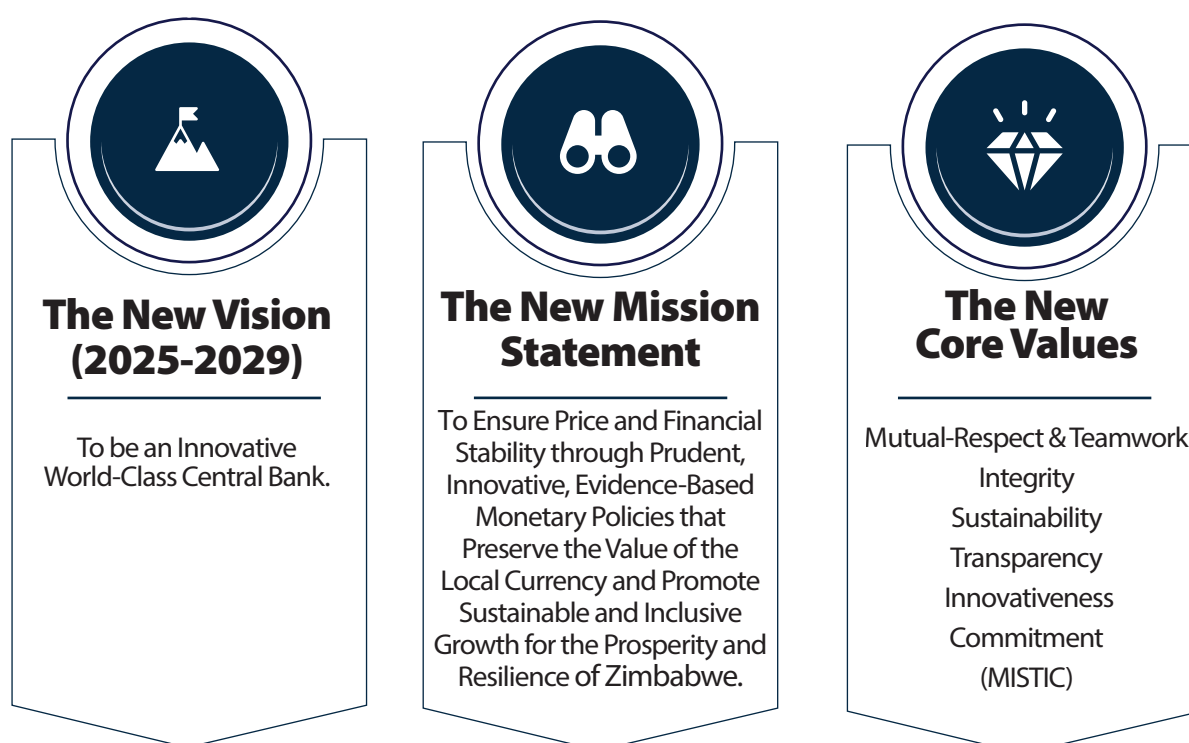 The New Vision
(2025-2029)
To be an Innovative
World-Class Central Bank.
The New Mission
Statement
To Ensure Price and Financial
Stability through Prudent,
Innovative, Evidence-Based
Monetary Policies that
Preserve the Value of the
Local Currency and Promote
Sustainable and Inclusive
Growth for the Prosperity and
Resilience of Zimbabwe.
The New
Core Values
Mutual-Respect & Teamwork
Integrity
Sustainability
Transparency
Innovativeness
Commitment
(MISTIC)